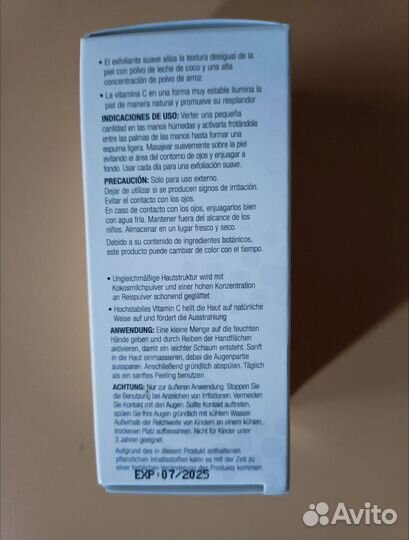 • El exfoliante suave alisa la textura desigual de la
piel con polvo de leche de coco y una alta
concentración de polvo de arroz
• La vitamina C en una forma muy estable ilumina la
piel de manera natural y promueve su resplandor
INDICACIONES DE USO: Verter una pequeña
cantidad en las manos húmedas y activarla frotándola
entre las palmas de las manos hasta formar una
espuma ligera. Masajear suavemente sobre la piel
evitando el área del contorno de ojos y enjuagar a
fondo. Usar cada día para una exfoliación suave.
PRECAUCIÓN: Solo para uso externo.
Dejar de utilizar si se producen signos de irritación.
Evitar el contacto con los ojos.
En caso de contacto con los ojos, enjuagarlos bien
con agua fría. Mantener fuera del alcance de los
niños. Almacenar en un lugar fresco y seco.
Debido a su contenido de ingredientes botánicos,
este producto puede cambiar de color con el tiempo.
• Ungleichmäßige Hautstruktur wird mit
Kokosmilchpulver und einer hohen Konzentration
an Reispulver schonend geglättet
• Hochstabiles Vitamin C hellt die Haut auf natürliche
Weise auf und fördert die Ausstrahlung
ANWENDUNG: Eine kleine Menge auf die feuchten
Hände geben und durch Reiben der Handflächen
aktivieren, damit ein leichter Schaum entsteht. Sanft
in die Haut einmassieren, dabei die Augenpartie
aussparen. Anschließend gründlich abspülen. Täglich
als ein sanftes Peeling benutzen.
ACHTUNG: Nur zur äußeren Anwendung. Stoppen Sie
die Benutzung bei Anzeichen von Irritationen. Vermeiden
Sie Kontakt mit den Augen. Sollte Kontakt auftreten,
spülen Sie Ihre Augen gründlich mit kühlem Wasser.
Außerhalb der Reichweite von Kindern an einem kühlen,
trockenen Platz aufbewahren. Nicht für Kinder unter
3 Jahren geeignet.
Aufgrund des in diesem Produkt enthaltenen
pflanzlichen Inhaltsstoffen kann es mit der Zeit zu
einer farblichen Veränderung des Produkts kommen.
EXP: 07/2025
Avito